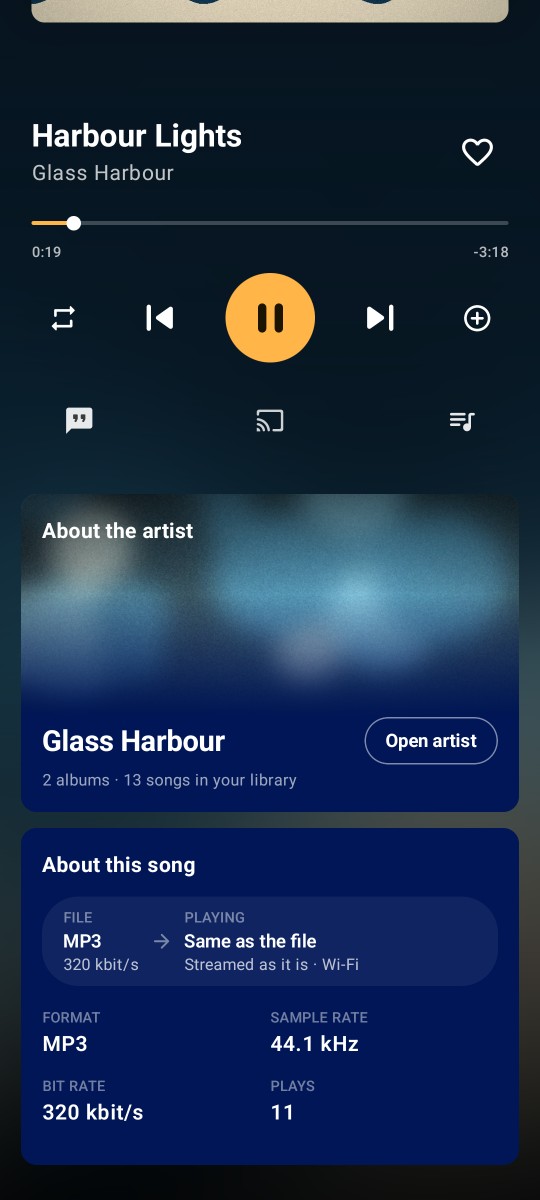 Harbour Lights
Glass Harbour
0:19
-3:18
About the artist
Glass Harbour
Open artist
2 albums · 13 songs in your library
About this song
FILE
MP3
320 kbit/s
PLAYING
Same as the file
Streamed as it is · Wi-Fi
FORMAT
MP3
SAMPLE RATE
44.1 kHz
BIT RATE
320 kbit/s
PLAYS
11